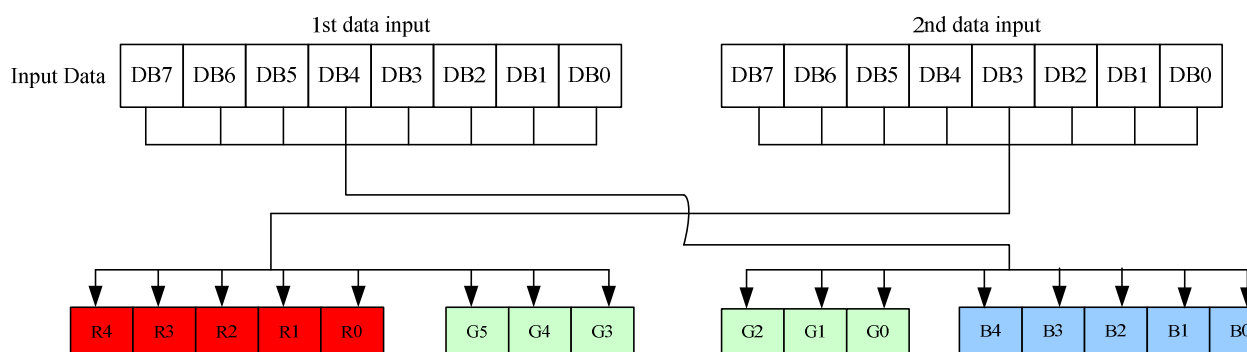 1st data input
2nd data input
Input Data DB7 DB6 DB5 DB4 DB3 DB2 DB1 DB0
DB7 DB6 DB5 DB4 DB3 DB2 DB1 DB0
R4 R3 R2 R1 R0
G5 G4 G3
G2 G1 G0
B4 B3 B2 B1 B0